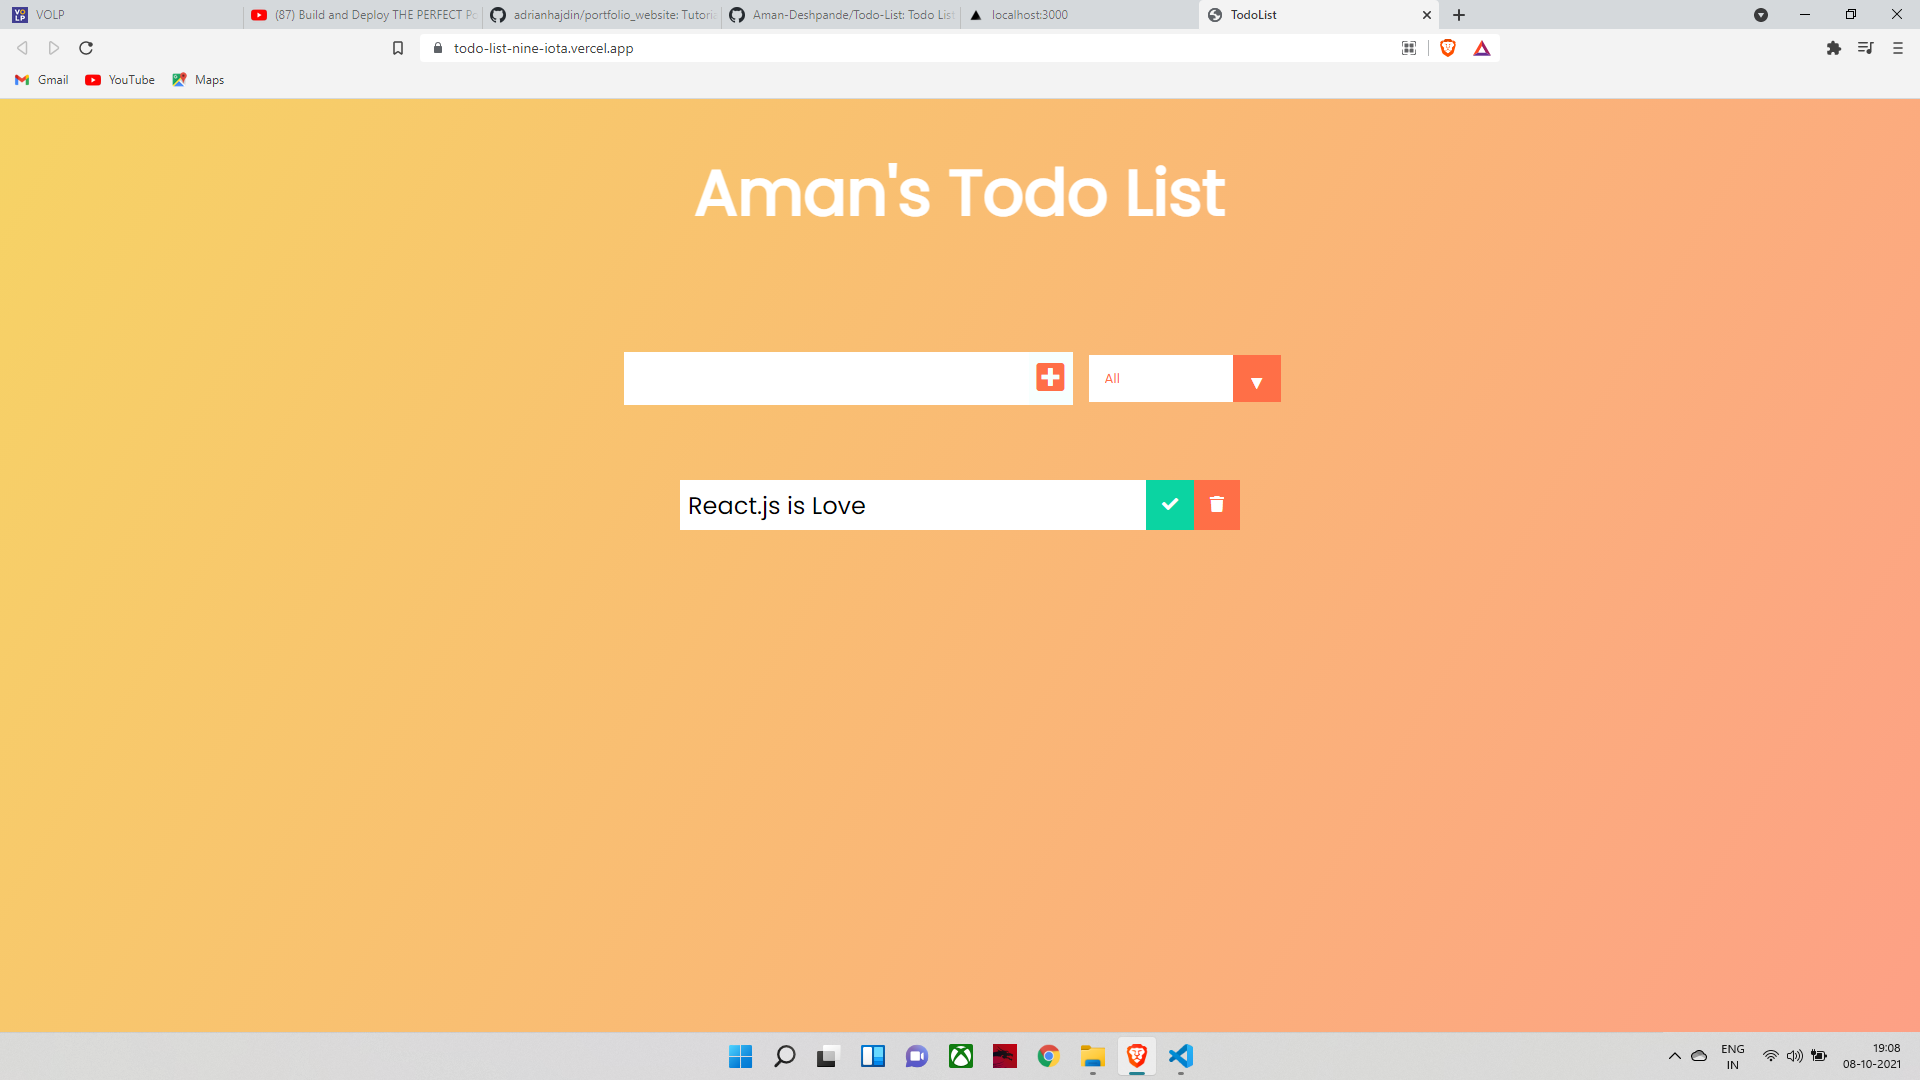 VOLP
(87) Build and Deploy THE PERFECT Po
adrianhajdin/portfolio_website: Tutoria
Aman-Deshpande/Todo-List: Todo List
localhost:3000
TodoList
todo-list-nine-iota.vercel.app
Gmail
YouTube
Maps
Aman's Todo List
All
React.js is Love
ENG
IN
19:08
08-10-2021